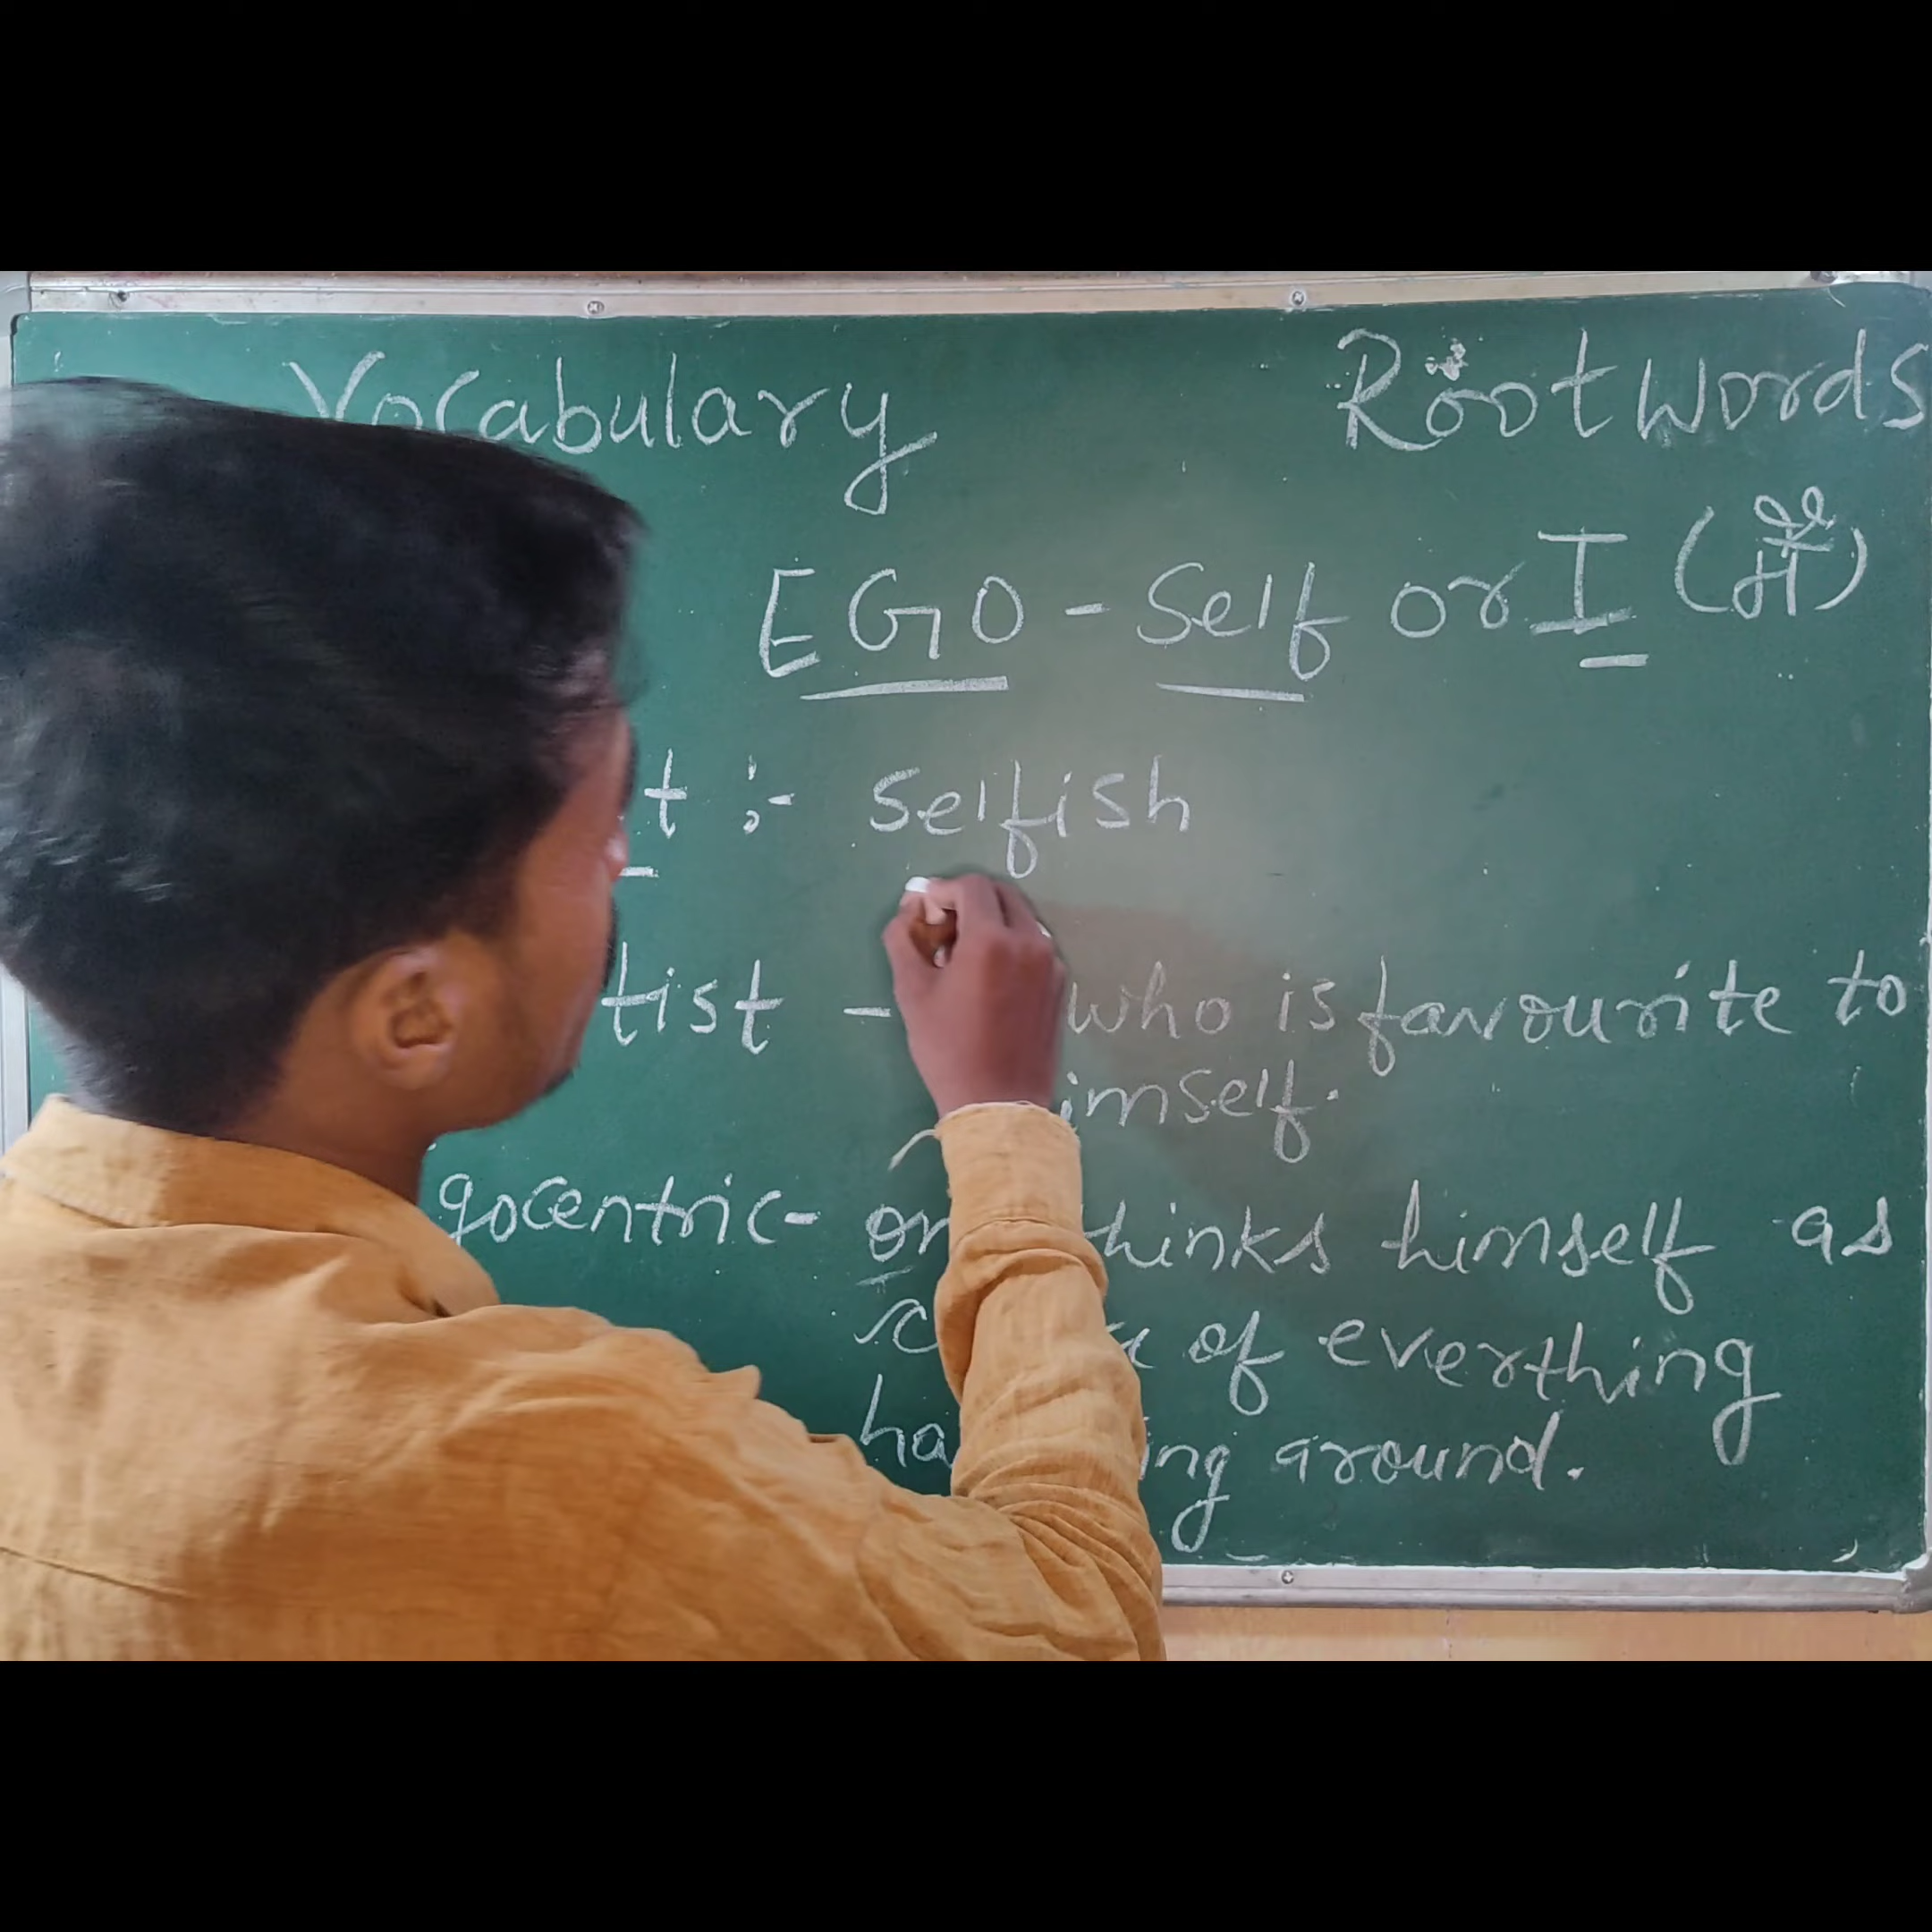 Vocabulary Root Words
EGO - Self or I (मैं)
t :- selfish
tist - who is favourite to
imself.
gocentric- on thinks himself as
c of everthing
ha ing around.